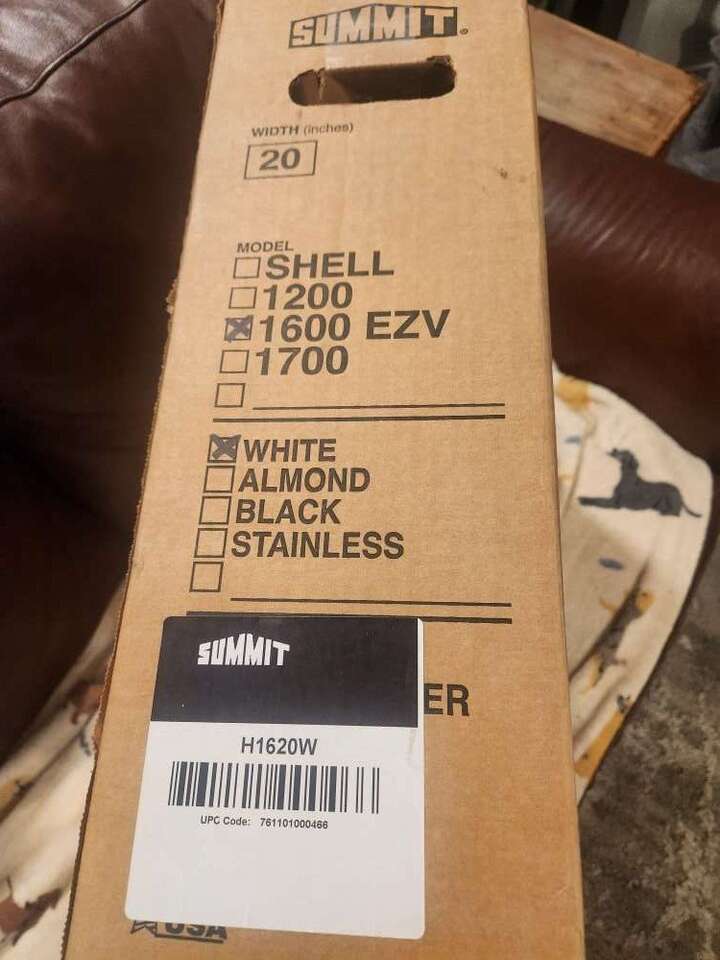 SUMMIT®
WIDTH (inches)
20
MODEL
SHELL
1200
1600 EZV
1700
WHITE
ALMOND
BLACK
STAINLESS
ER
SUMMIT
H1620W
UPC Code: 761101000466
USA